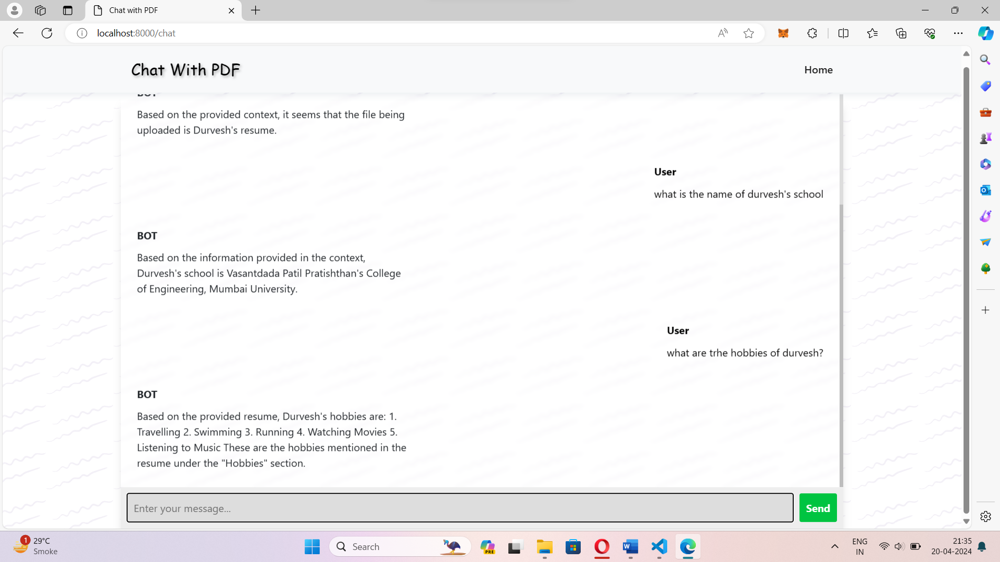 Chat with PDF
localhost:8000/chat
Chat With PDF
Home
BOT
Based on the provided context, it seems that the file being
uploaded is Durvesh's resume.
User
what is the name of durvesh's school
BOT
Based on the information provided in the context,
Durvesh's school is Vasantdada Patil Pratishthan's College
of Engineering, Mumbai University.
User
what are trhe hobbies of durvesh?
BOT
Based on the provided resume, Durvesh's hobbies are: 1.
Travelling 2. Swimming 3. Running 4. Watching Movies 5.
Listening to Music These are the hobbies mentioned in the
resume under the "Hobbies" section.
Enter your message...
Send
1
29°C
Smoke
Search
PRE
ENG
IN
21:35
20-04-2024